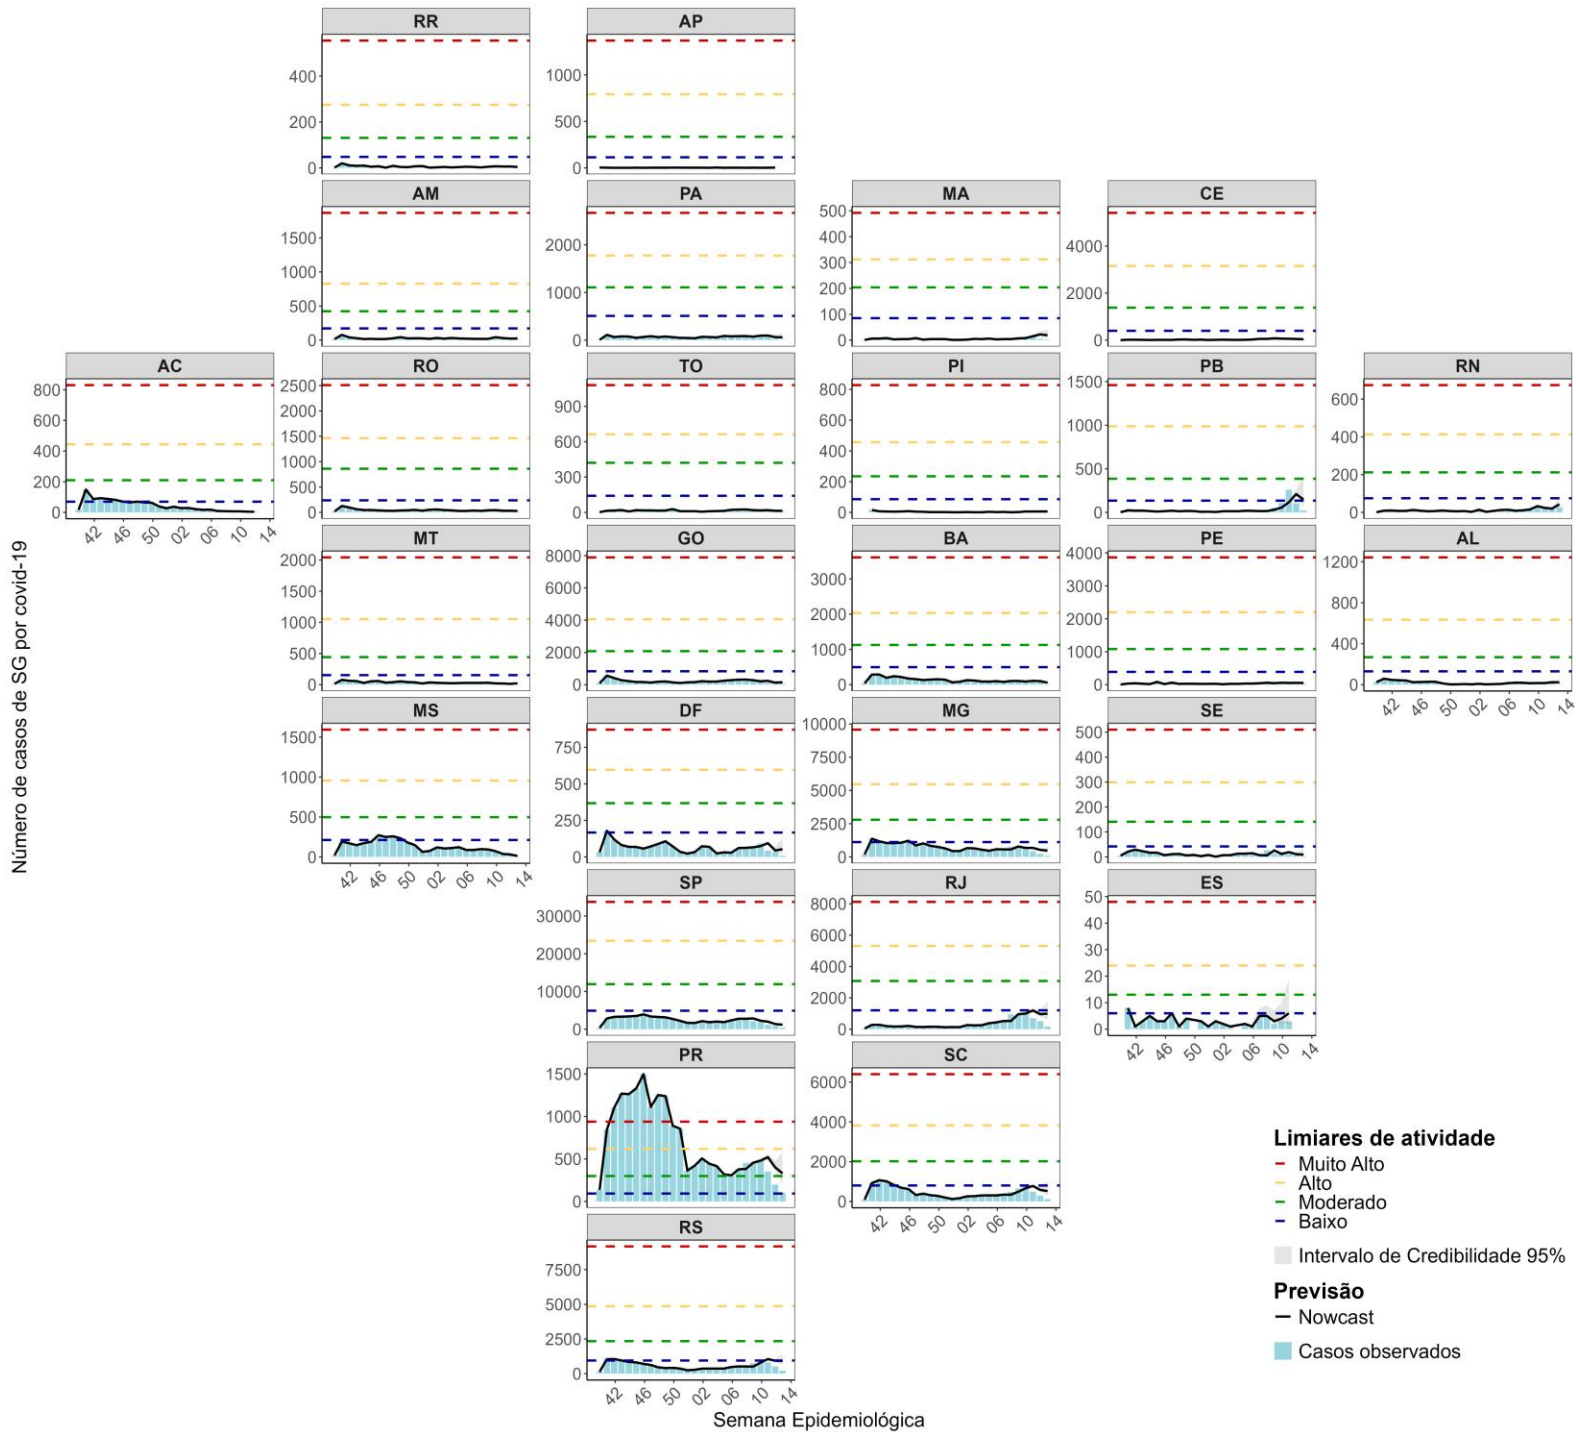 RR
AP
400
200
0
1000
500
0
AM
PA
MA
CE
1500
1000
500
0
2000
1000
0
500
400
300
200
100
0
4000
2000
0
AC
RO
TO
PI
PB
RN
800
600
400
200
0
42 46 50 02 06 10 14
2500
2000
1500
1000
500
0
900
600
300
0
800
600
400
200
0
1500
1000
500
0
600
400
200
0
MT
GO
BA
PE
AL
2000
1500
1000
500
0
8000
6000
4000
2000
0
3000
2000
1000
0
4000
3000
2000
1000
0
1200
800
400
0
42 46 50 02 06 10 14
Número de casos de SG por covid-19
MS
DF
MG
SE
1500
1000
500
0
42 46 50 02 06 10 14
750
500
250
0
10000
7500
5000
2500
0
500
400
300
200
100
0
SP
RJ
ES
30000
20000
10000
0
8000
6000
4000
2000
0
50
40
30
20
10
0
42 46 50 02 06 10 14
PR
SC
1500
1000
500
0
6000
4000
2000
0
42 46 50 02 06 10 14
RS
7500
5000
2500
0
42 46 50 02 06 10 14
Semana Epidemiológica
Limiares de atividade
Muito Alto
Alto
Moderado
Baixo
Intervalo de Credibilidade 95%
Previsão
Nowcast
Casos observados